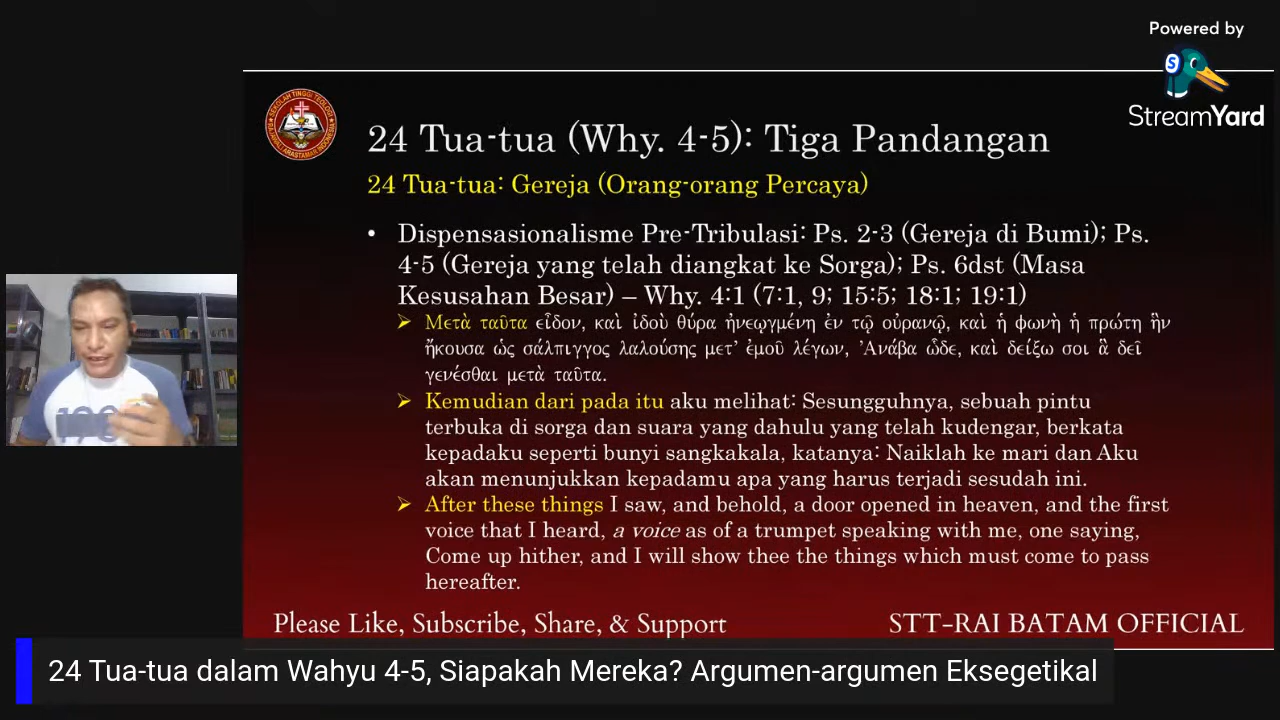 Powered by
StreamYard
24 Tua-tua (Why. 4-5): Tiga Pandangan
24 Tua-tua: Gereja (Orang-orang Percaya)
• Dispensasionalisme Pre-Tribulasi: Ps. 2-3 (Gereja di Bumi); Ps.
4-5 (Gereja yang telah diangkat ke Sorga); Ps. 6dst (Masa
Kesusahan Besar) – Why. 4:1 (7:1, 9; 15:5; 18:1; 19:1)
➢ Μετὰ ταῦτα εἶδον, καὶ ἰδοὺ θύρα ἠνεῳγμένη ἐν τῷ οὐρανῷ, καὶ ἡ φωνὴ ἡ πρώτη ἣν
ἤκουσα ὡς σάλπιγγος λαλούσης μετ’ ἐμοῦ λέγων, Ἀνάβα ὧδε, καὶ δείξω σοι ἃ δεῖ
γενέσθαι μετὰ ταῦτα.
➢ Kemudian dari pada itu aku melihat: Sesungguhnya, sebuah pintu
terbuka di sorga dan suara yang dahulu yang telah kudengar, berkata
kepadaku seperti bunyi sangkakala, katanya: Naiklah ke mari dan Aku
akan menunjukkan kepadamu apa yang harus terjadi sesudah ini.
➢ After these things I saw, and behold, a door opened in heaven, and the first
voice that I heard, a voice as of a trumpet speaking with me, one saying,
Come up hither, and I will show thee the things which must come to pass
hereafter.
Please Like, Subscribe, Share, & Support
STT-RAI BATAM OFFICIAL
24 Tua-tua dalam Wahyu 4-5, Siapakah Mereka? Argumen-argumen Eksegetikal